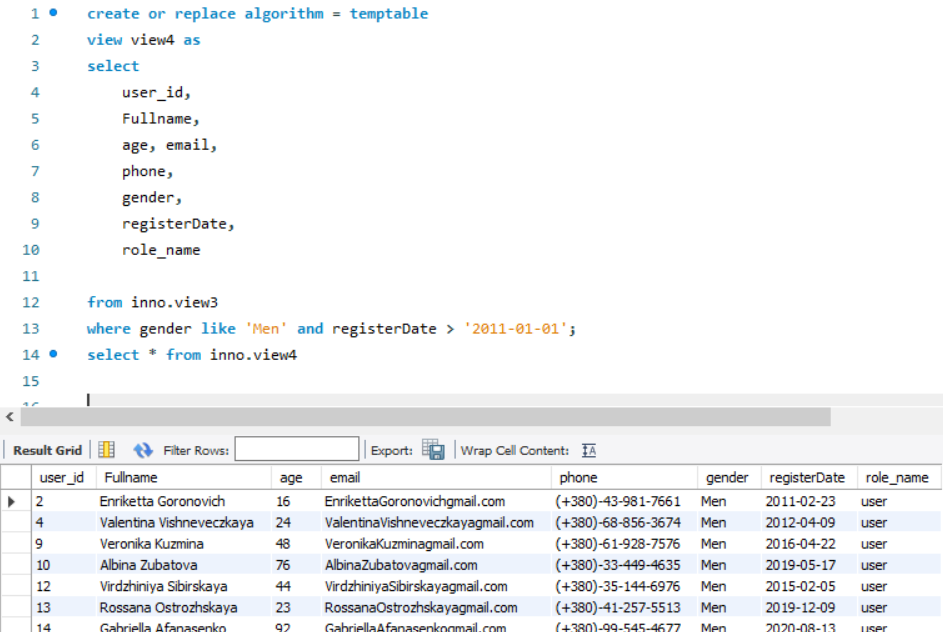 1 create or replace algorithm = temptable
2 view view4 as
3 select
4 user_id,
5 Fullname,
6 age, email,
7 phone,
8 gender,
9 registerDate,
10 role_name
11
12 from inno.view3
13 where gender like 'Men' and registerDate > '2011-01-01';
14 select * from inno.view4
15
16
Result Grid Filter Rows: Export: Wrap Cell Content: IA
user_id Fullname age email phone gender registerDate role_name
2 Enriketta Goronovich 16 EnrikettaGoronovichgmail.com (+380)-43-981-7661 Men 2011-02-23 user
4 Valentina Vishneveczkaya 24 ValentinaVishneveczkayagmail.com (+380)-68-856-3674 Men 2012-04-09 user
9 Veronika Kuzmina 48 VeronikaKuzminagmail.com (+380)-61-928-7576 Men 2016-04-22 user
10 Albina Zubatova 76 AlbinaZubatovagmail.com (+380)-33-449-4635 Men 2019-05-17 user
12 Virdzhiniya Sibirskaya 44 VirdzhiniyaSibirskayagmail.com (+380)-35-144-6976 Men 2015-02-05 user
13 Rossana Ostrozhskaya 23 RossanaOstrozhskayagmail.com (+380)-41-257-5513 Men 2019-12-09 user
14 Gabriella Afanasenko 92 GabriellaAfanasenkogmail.com (+380)-99-545-4677 Men 2020-08-13 user